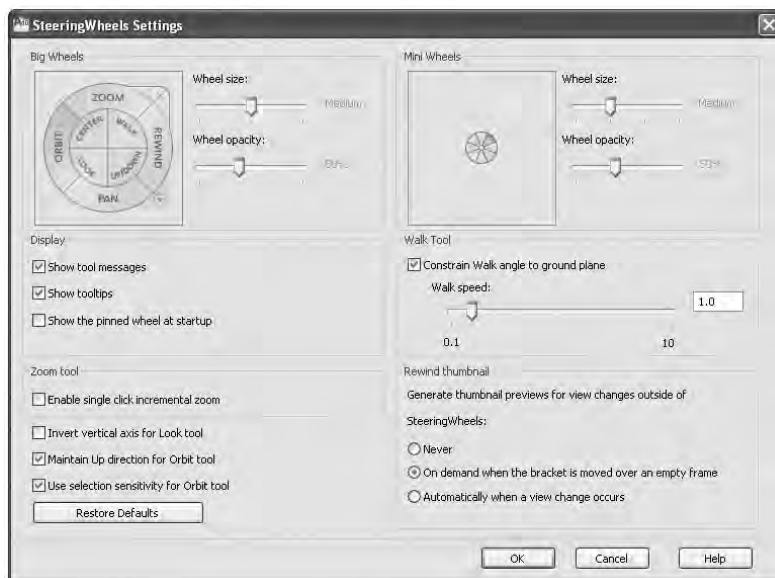 SteeringWheels Settings
Big Wheels
ZOOM
CENTER
WALK
ORBIT
REWIND
LOOK
UP/DOWN
PAN
Wheel size:
Medium
Wheel opacity:
50%
Mini Wheels
Wheel size:
Medium
Wheel opacity:
50%
Display
Show tool messages
Show tooltips
Show the pinned wheel at startup
Walk Tool
Constrain Walk angle to ground plane
Walk speed:
1.0
0.1 10
Zoom tool
Enable single click incremental zoom
Invert vertical axis for Look tool
Maintain Up direction for Orbit tool
Use selection sensitivity for Orbit tool
Restore Defaults
Rewind thumbnail
Generate thumbnail previews for view changes outside of
SteeringWheels:
Never
On demand when the bracket is moved over an empty frame
Automatically when a view change occurs
OK Cancel Help